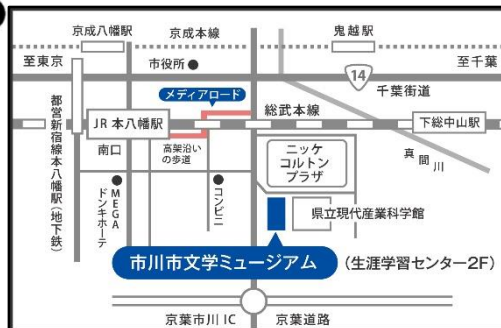 京成八幡駅
京成本線
鬼越駅
至東京
市役所
至千葉
14
千葉街道
メディアロード
総武本線
JR 本八幡駅
下総中山駅
都営新宿線本八幡駅(地下鉄)
南口
高架沿い
の歩道
ニッケ
コルトン
プラザ
真間川
MEGA
ドンキホーテ
コンビニ
県立現代産業科学館
市川市文学ミュージアム
(生涯学習センター2F)
京葉市川 IC
京葉道路